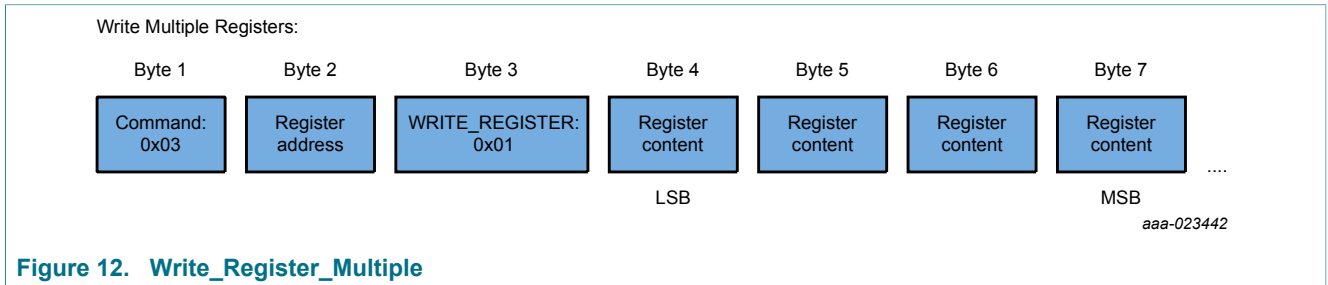 Write Multiple Registers:
Byte 1 Byte 2 Byte 3 Byte 4 Byte 5 Byte 6 Byte 7
Command: Register WRITE_REGISTER: Register Register Register Register
0x03 address 0x01 content content content content
....
LSB MSB
aaa-023442
Figure 12. Write_Register_Multiple